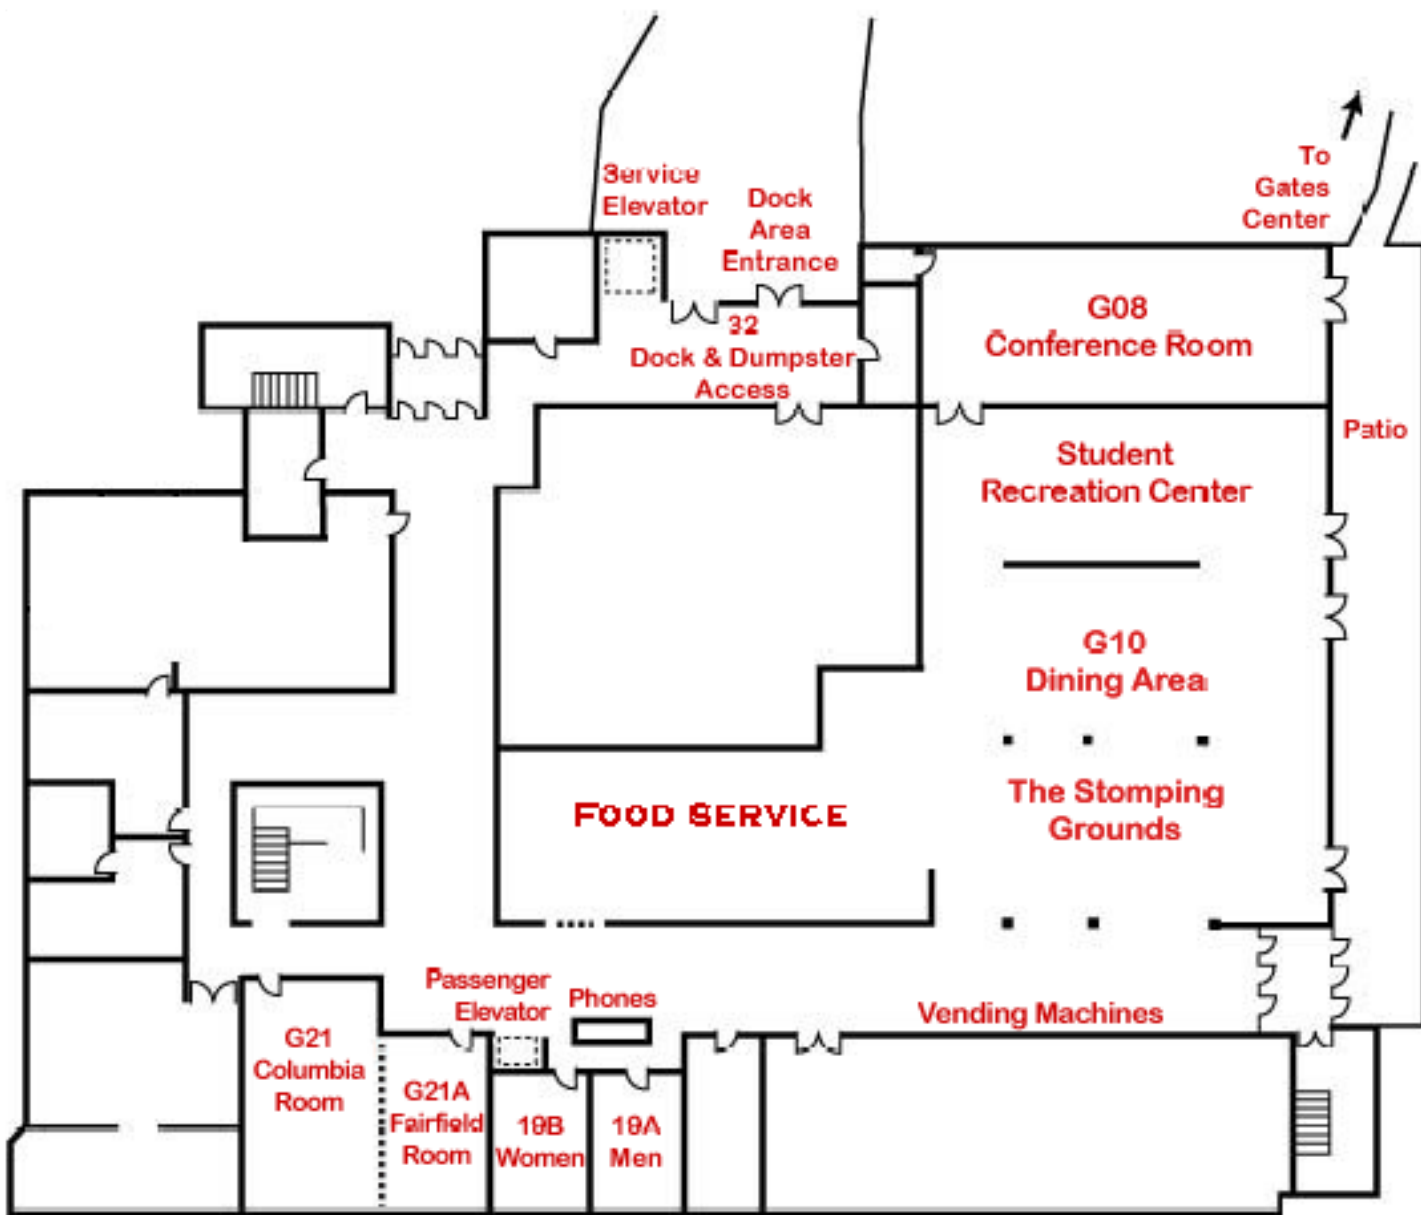 To
Gates
Center
Service
Elevator
Dock
Area
Entrance
G08
Conference Room
32
Dock & Dumpster
Access
Patio
Student
Recreation Center
G10
Dining Area
The Stomping
Grounds
FOOD SERVICE
Passenger
Elevator
Phones
Vending Machines
G21
Columbia
Room
G21A
Fairfield
Room
19B
Women
19A
Men